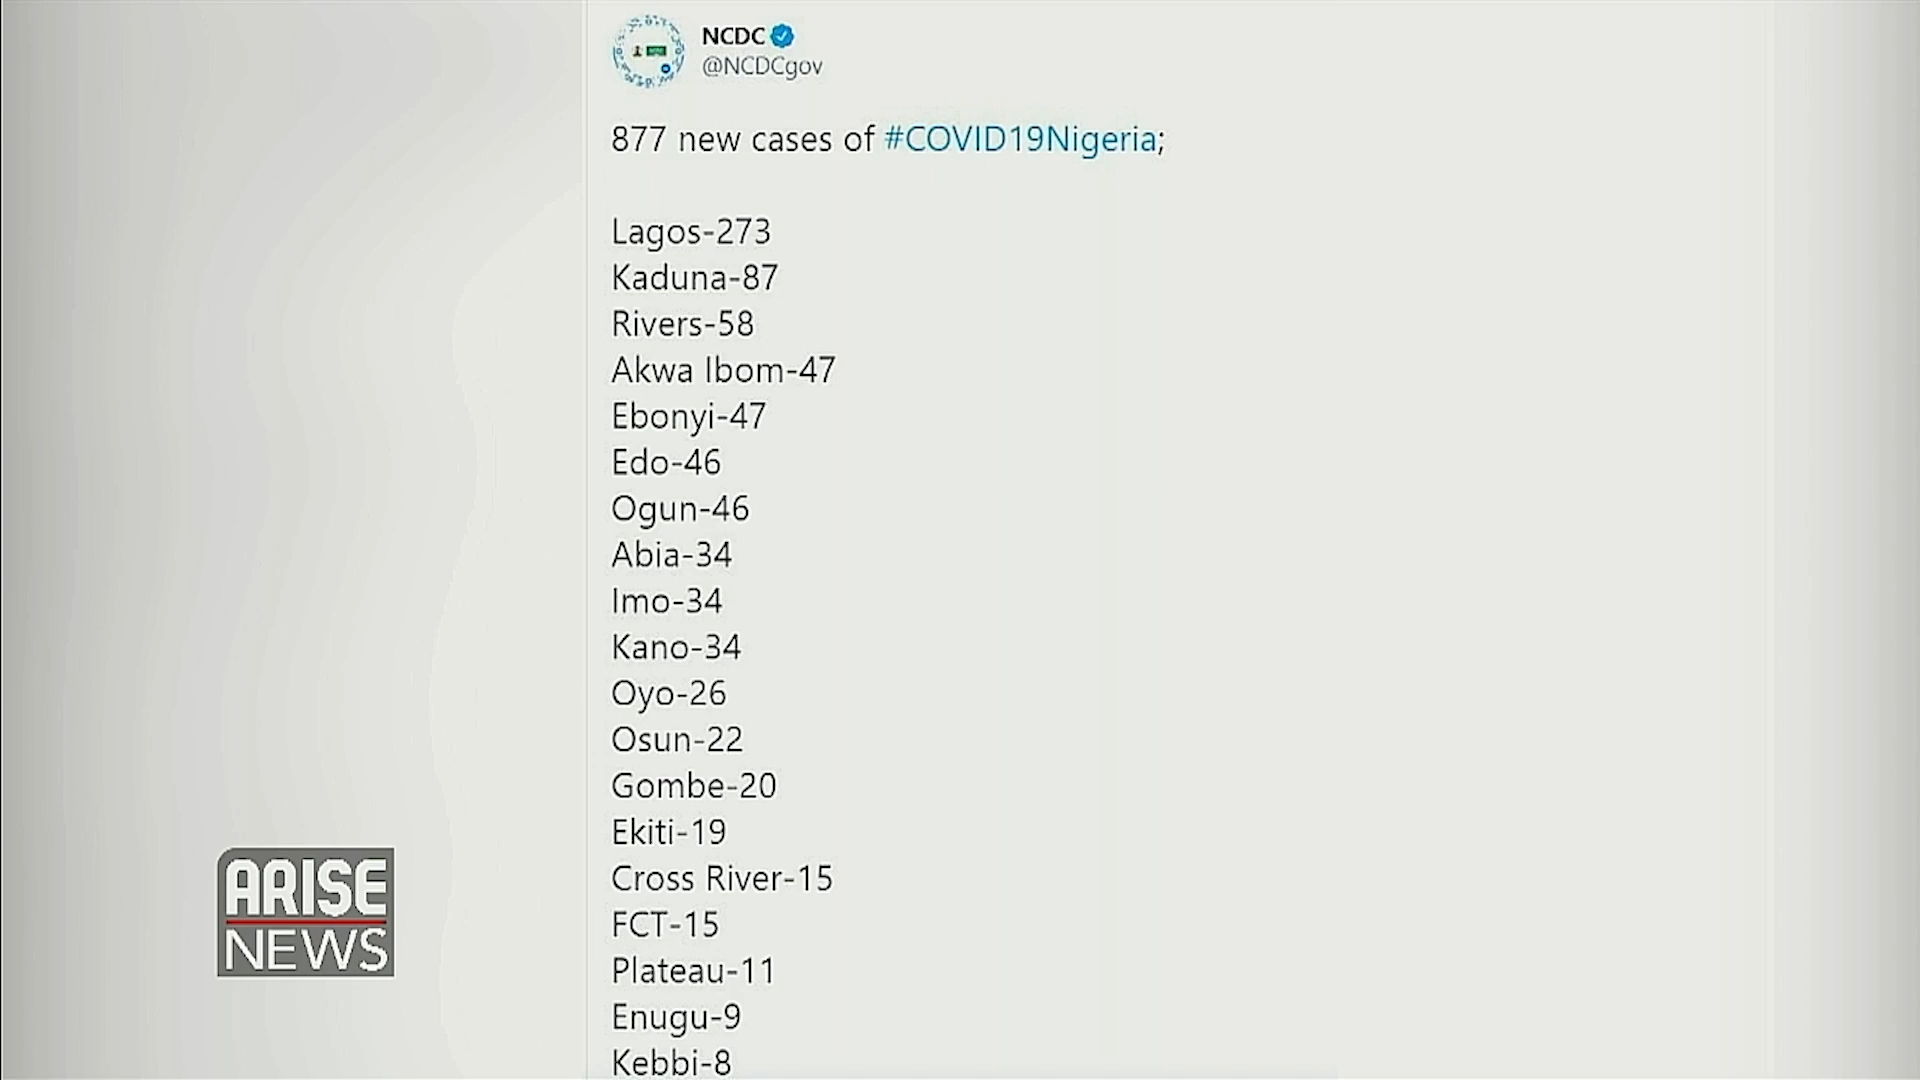 NCDC
@NCDCgov
877 new cases of #COVID19Nigeria;
Lagos-273
Kaduna-87
Rivers-58
Akwa Ibom-47
Ebonyi-47
Edo-46
Ogun-46
Abia-34
Imo-34
Kano-34
Oyo-26
Osun-22
Gombe-20
Ekiti-19
Cross River-15
FCT-15
Plateau-11
Enugu-9
Kebbi-8
ARISE
NEWS